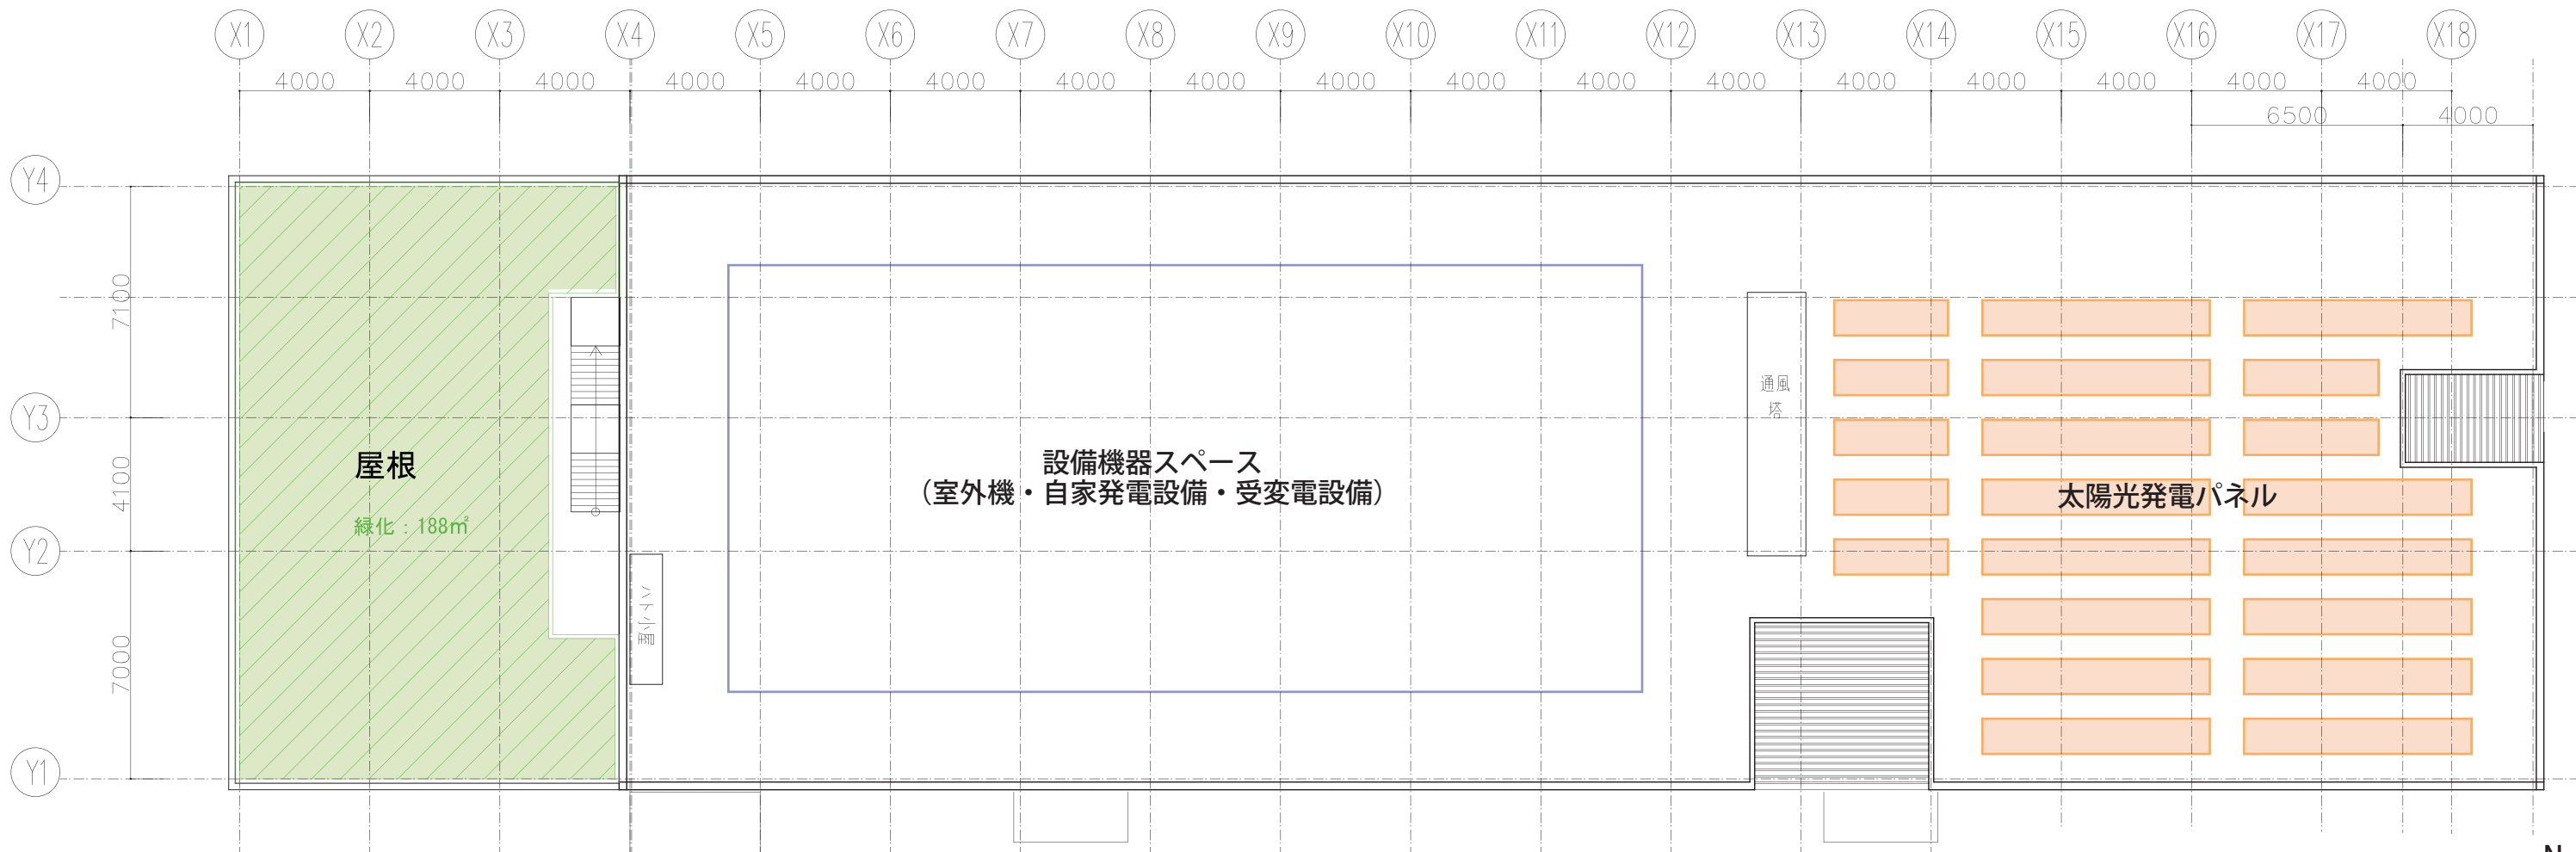 X1 X2 X3 X4 X5 X6 X7 X8 X9 X10 X11 X12 X13 X14 X15 X16 X17 X18
4000 4000 4000 4000 4000 4000 4000 4000 4000 4000 4000 4000 4000 4000 4000 4000 4000
6500 4000
Y4
7100
Y3
4100
Y2
7000
Y1
屋根
緑化：188㎡
ハト小屋
設備機器スペース
（室外機・自家発電設備・受変電設備）
通風
塔
太陽光発電パネル
N